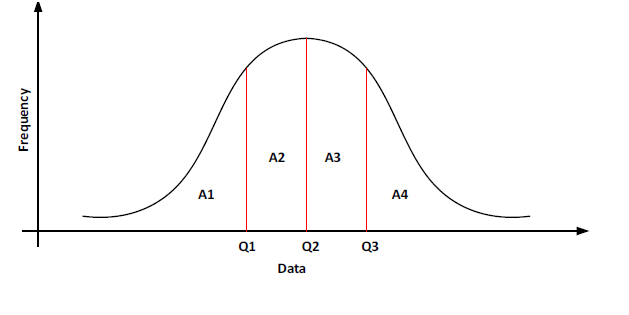 Frequency
A2 A3
A1 A4
Q1 Q2 Q3
Data